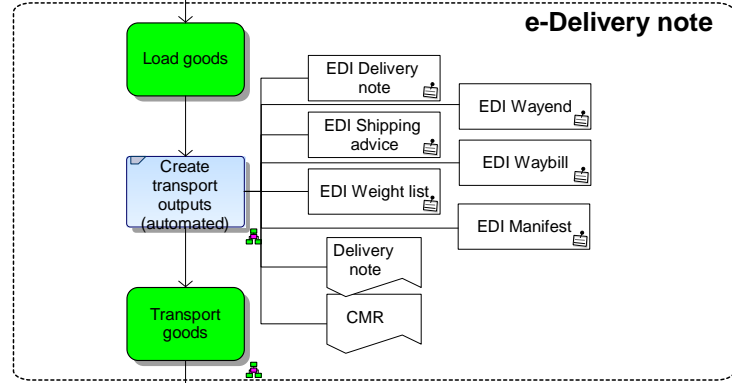 e-Delivery note
Load goods
EDI Delivery
note
EDI Wayend
EDI Shipping
advice
EDI Waybill
Create
transport
outputs
(automated)
EDI Weight list
EDI Manifest
Delivery
note
Transport
goods
CMR